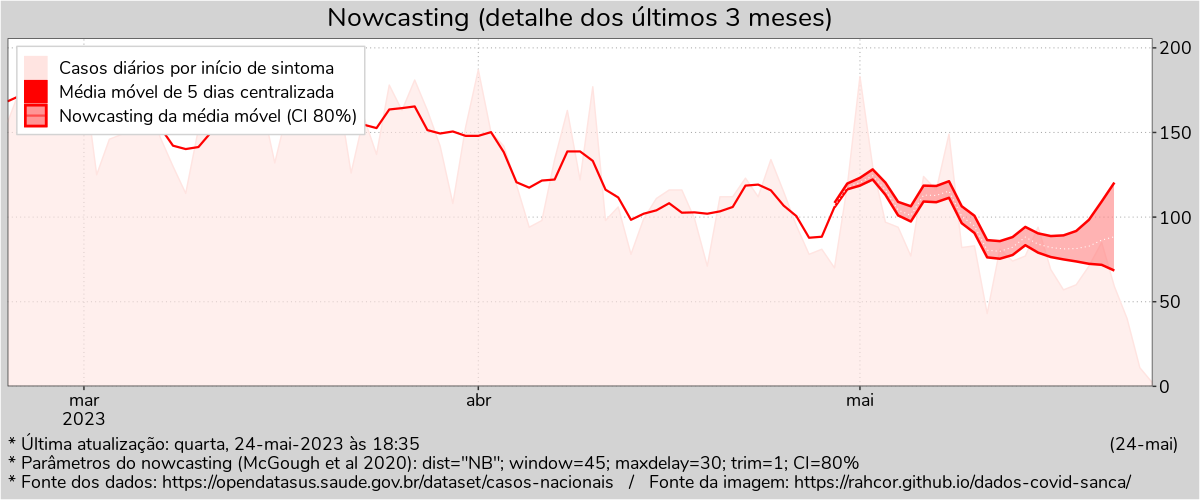 Nowcasting (detalhe dos últimos 3 meses)
Casos diários por início de sintoma
Média móvel de 5 dias centralizada
Nowcasting da média móvel (CI 80%)
200
150
100
50
0
mar
2023
abr
mai
* Última atualização: quarta, 24-mai-2023 às 18:35
(24-mai)
* Parâmetros do nowcasting (McGough et al 2020): dist="NB"; window=45; maxdelay=30; trim=1; CI=80%
* Fonte dos dados: https://opendatasus.saude.gov.br/dataset/casos-nacionais / Fonte da imagem: https://rahcor.github.io/dados-covid-sanca/